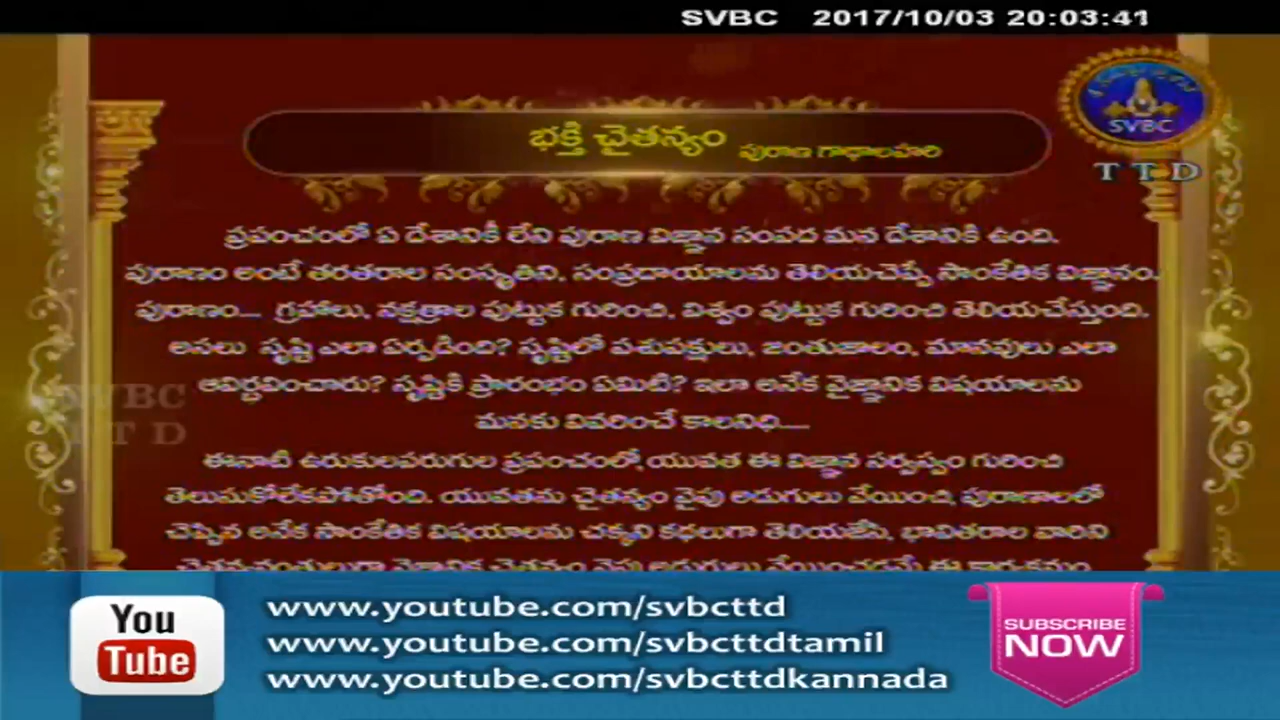 SVBC 2017/10/03 20:03:41
SVBC
TTD
భక్తి చైతన్యం పురాణ గాథాలహరి
ప్రపంచంలో ఏ దేశానికీ లేని పురాణ విజ్ఞాన సంపద మన దేశానికి ఉంది.
పురాణం అంటే తరతరాల సంస్కృతిని, సంప్రదాయాలను తెలియచెప్పే సాంకేతిక విజ్ఞానం.
పురాణం.... గ్రహాలు, నక్షత్రాల పుట్టుక గురించి, విశ్వం పుట్టుక గురించి తెలియచేస్తుంది.
అసలు సృష్టి ఎలా ఏర్పడింది? సృష్టిలో పశుపక్షులు, జంతుజాలం, మానవులు ఎలా
ఆవిర్భవించారు? సృష్టికి ప్రారంభం ఏమిటి? ఇలా అనేక వైజ్ఞానిక విషయాలను
SVBC
TTD
మనకు వివరించే కాలనిధి.....
ఈనాటి ఉరుకులపరుగుల ప్రపంచంలో, యువత ఈ విజ్ఞాన సర్వస్వం గురించి
తెలుసుకోలేకపోతోంది. యువతను చైతన్యం వైపు అడుగులు వేయించి, పురాణాలలో
చెప్పిన అనేక సాంకేతిక విషయాలను చక్కని కథలుగా తెలియజేసి, భావితరాల వారిని
You Tube
www.youtube.com/svbcttd
www.youtube.com/svbcttdtamil
www.youtube.com/svbcttdkannada
SUBSCRIBE
NOW